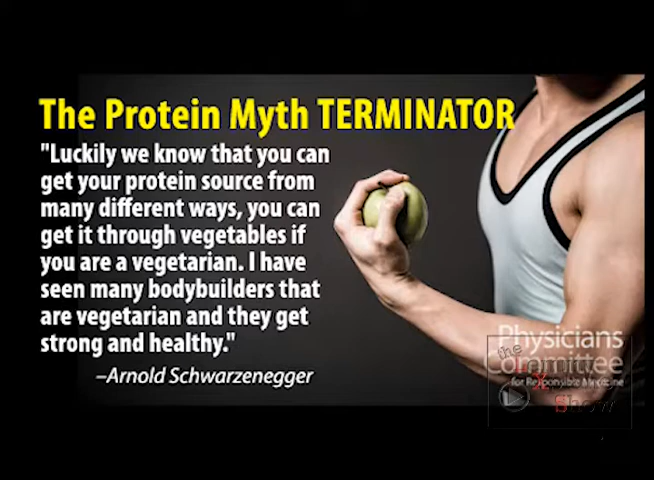 The Protein Myth TERMINATOR
"Luckily we know that you can
get your protein source from
many different ways, you can
get it through vegetables if
you are a vegetarian. I have
seen many bodybuilders that
are vegetarian and they get
strong and healthy."
–Arnold Schwarzenegger
Physicians
Committee
for Responsible Medicine
the
Show